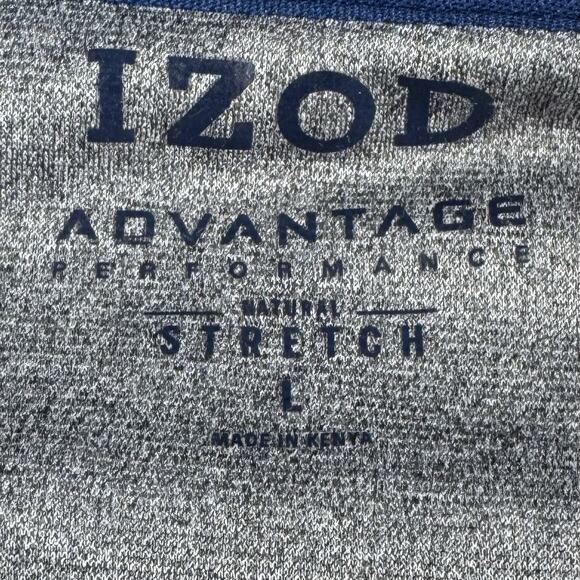 IZOD
ADVANTAGE
PERFORMANCE
NATURAL
STRETCH
L
MADE IN KENYA